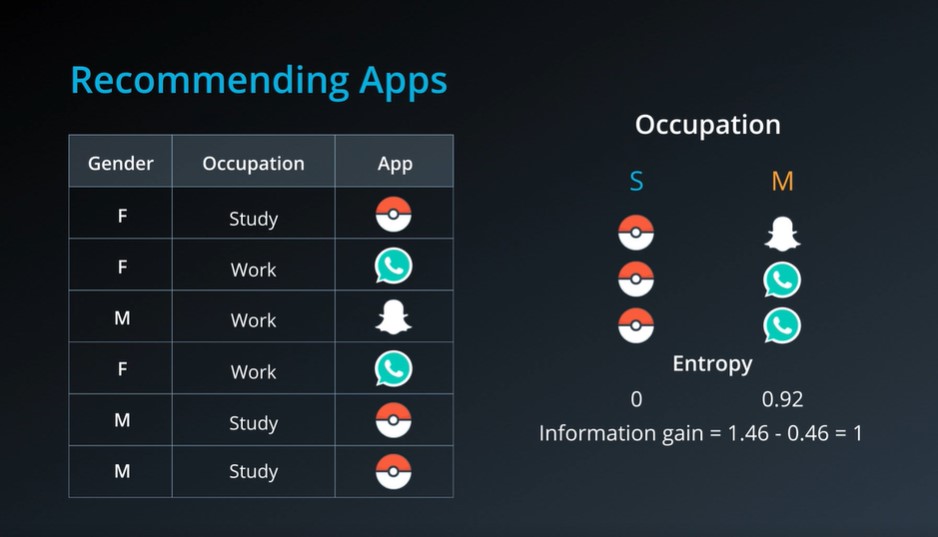 Recommending Apps
Gender Occupation App
F Study
F Work
M Work
F Work
M Study
M Study
Occupation
S M
Entropy
0 0.92
Information gain = 1.46 - 0.46 = 1